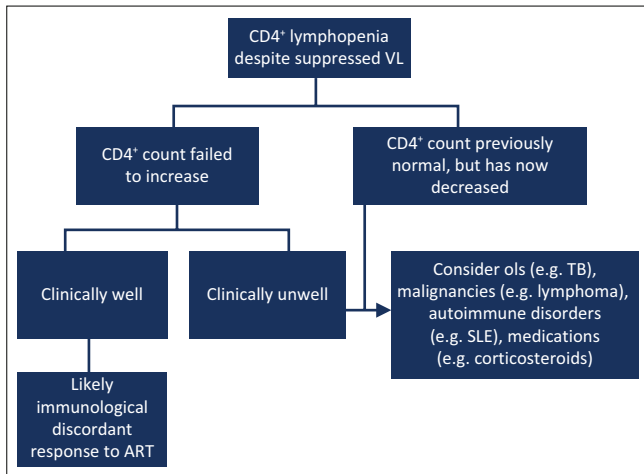 CD4⁺ lymphopenia
despite suppressed VL
CD4⁺ count failed
to increase
CD4⁺ count previously
normal, but has now
decreased
Clinically well
Clinically unwell
Consider ols (e.g. TB),
malignancies (e.g. lymphoma),
autoimmune disorders
(e.g. SLE), medications
(e.g. corticosteroids)
Likely
immunological
discordant
response to ART